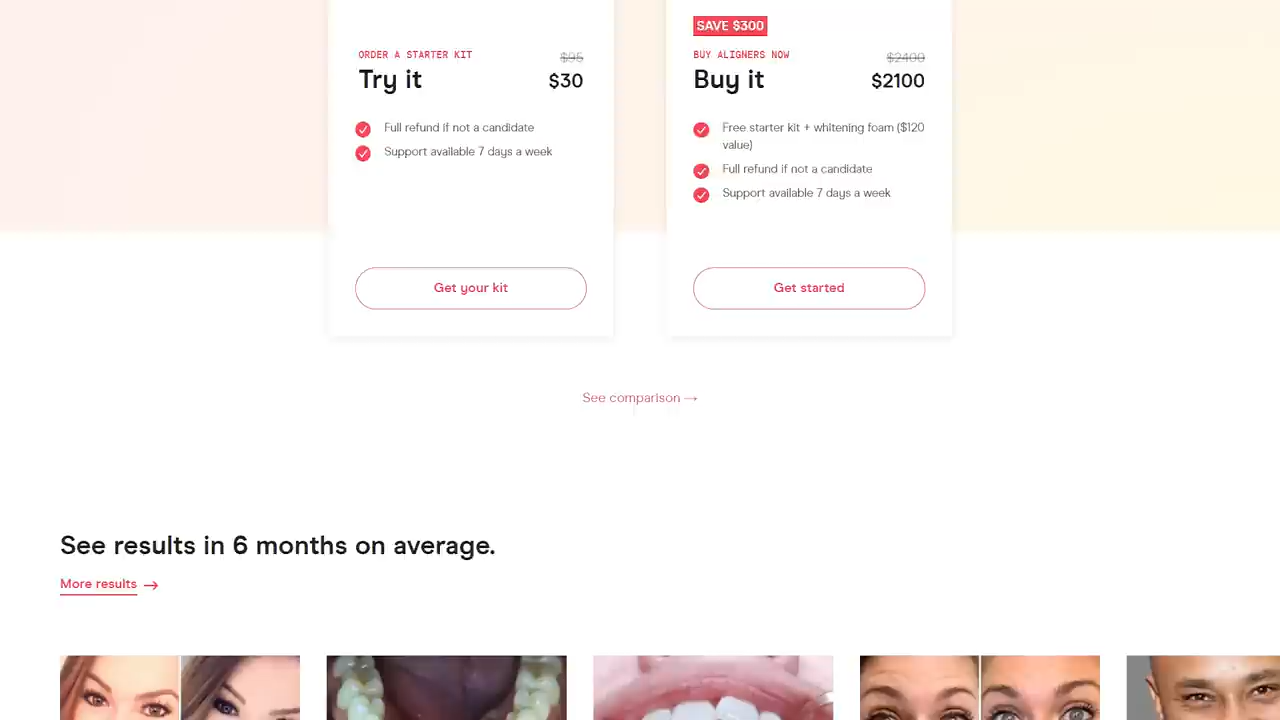 SAVE $300
ORDER A STARTER KIT
$95
Try it
$30
Full refund if not a candidate
Support available 7 days a week
Get your kit
BUY ALIGNERS NOW
$2400
Buy it
$2100
Free starter kit + whitening foam ($120
value)
Full refund if not a candidate
Support available 7 days a week
Get started
See comparison →
See results in 6 months on average.
More results →